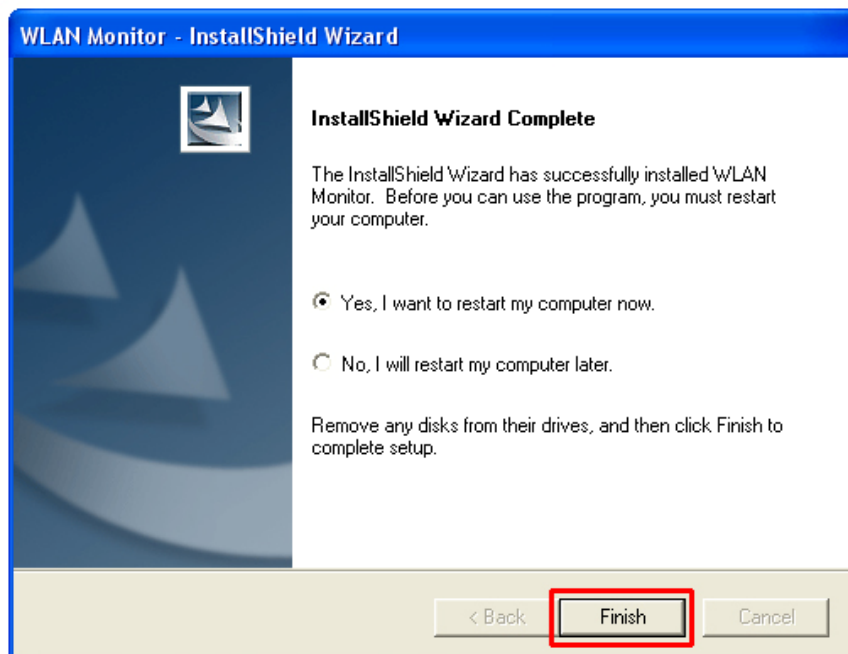 WLAN Monitor - InstallShield Wizard
InstallShield Wizard Complete
The InstallShield Wizard has successfully installed WLAN
Monitor. Before you can use the program, you must restart
your computer.
Yes, I want to restart my computer now.
No, I will restart my computer later.
Remove any disks from their drives, and then click Finish to
complete setup.
< Back Finish Cancel